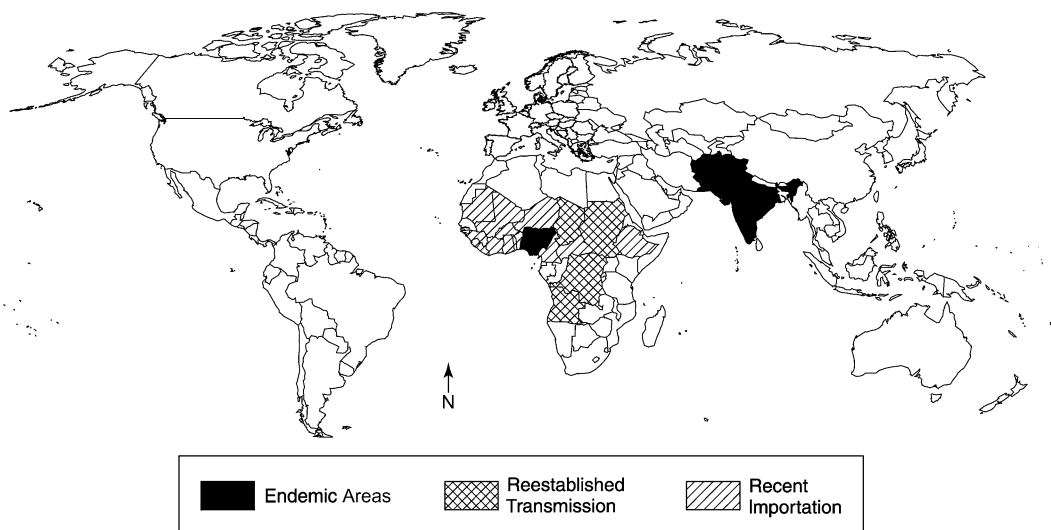 N
Endemic Areas
Reestablished
Transmission
Recent
Importation